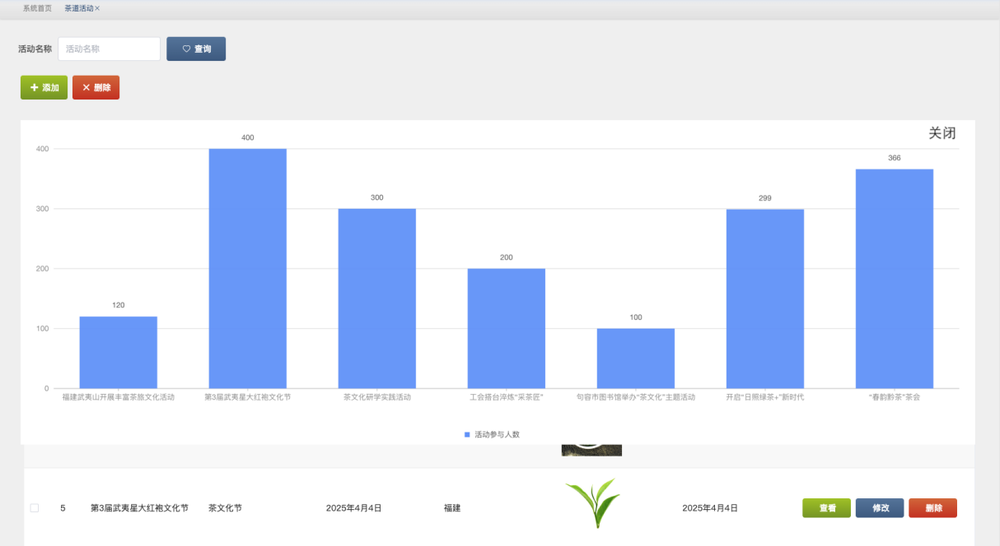 系统首页 茶道活动×
活动名称 活动名称 查询
添加 删除
关闭
400
366
300
299
200
120
100
400
300
200
100
0
福建武夷山开展丰富茶旅文化活动 第3届武夷星大红袍文化节 茶文化研学实践活动 工会搭台淬炼“采茶匠” 句容市图书馆举办“茶文化”主题活动 开启“日照绿茶+”新时代 “春韵黔茶”茶会
活动参与人数
5 第3届武夷星大红袍文化节 茶文化节 2025年4月4日 福建 2025年4月4日 查看 修改 删除